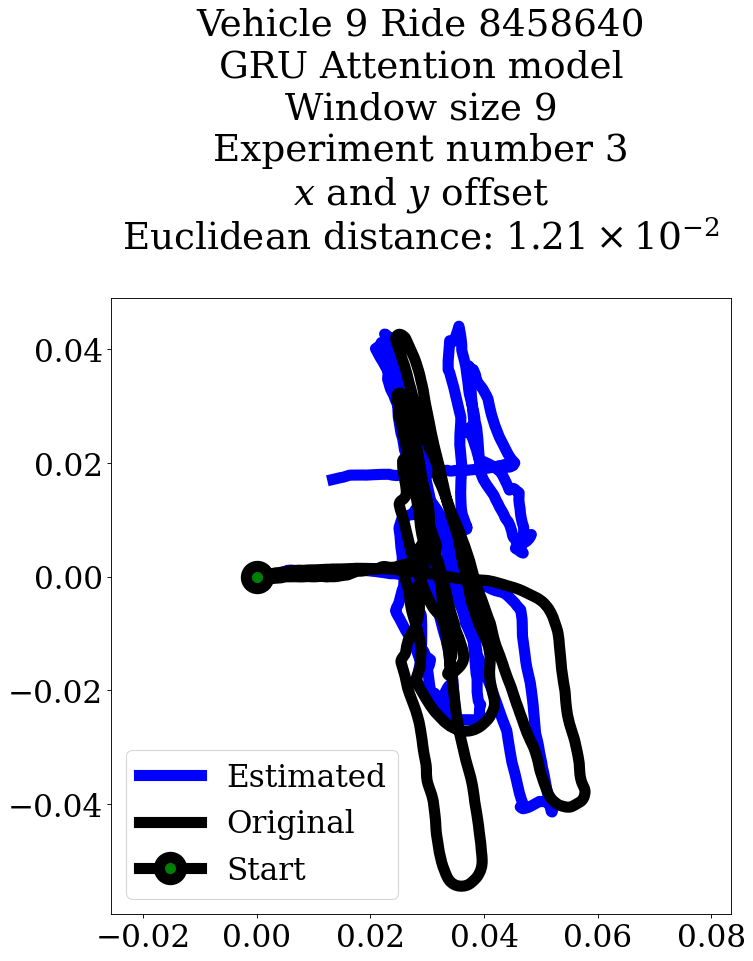 Vehicle 9 Ride 8458640
GRU Attention model
Window size 9
Experiment number 3
x and y offset
Euclidean distance: 1.21 × 10⁻²
0.04
0.02
0.00
−0.02
−0.04
Estimated
Original
Start
−0.02 0.00 0.02 0.04 0.06 0.08